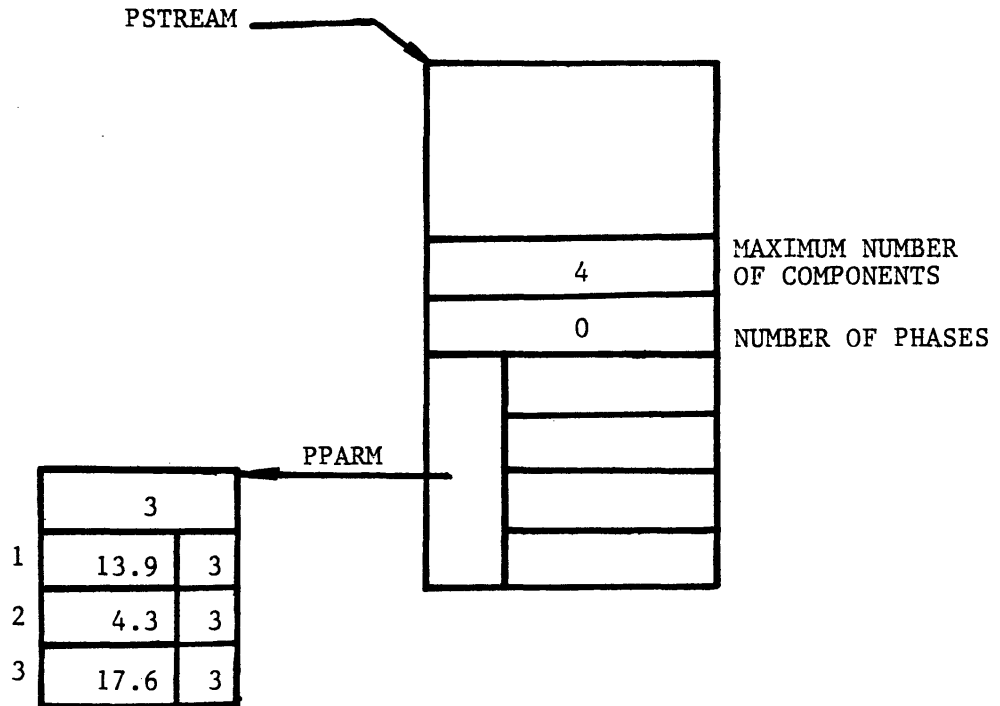 PSTREAM
4
MAXIMUM NUMBER
OF COMPONENTS
0
NUMBER OF PHASES
PPARM
3
1 13.9 3
2 4.3 3
3 17.6 3